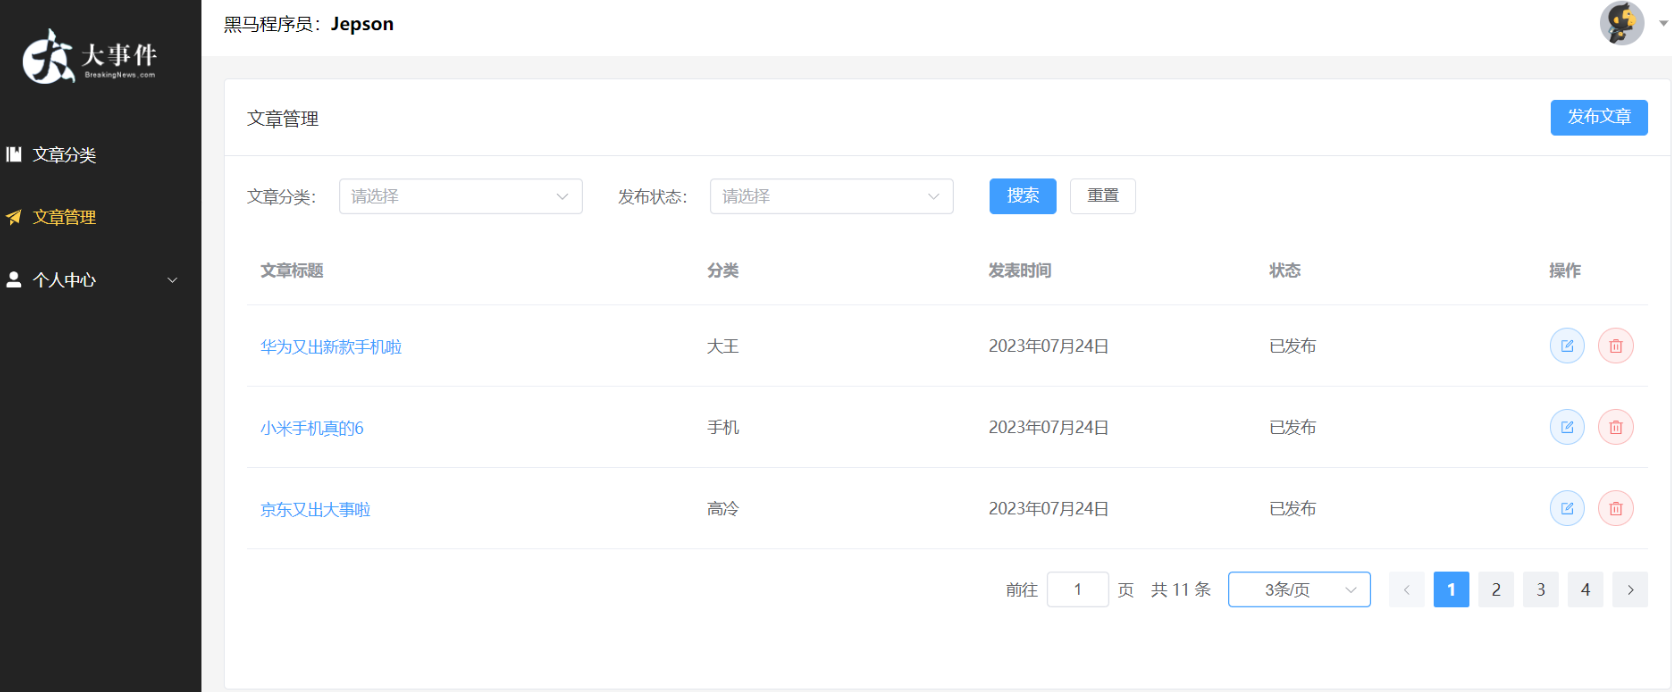 大事件
BreakingNews.com
文章分类
文章管理
个人中心
黑马程序员：Jepson
文章管理
发布文章
文章分类： 请选择 发布状态： 请选择 搜索 重置
文章标题 分类 发表时间 状态 操作
华为又出新款手机啦 大王 2023年07月24日 已发布
小米手机真的6 手机 2023年07月24日 已发布
京东又出大事啦 高冷 2023年07月24日 已发布
前往 1 页 共 11 条 3条/页 1 2 3 4